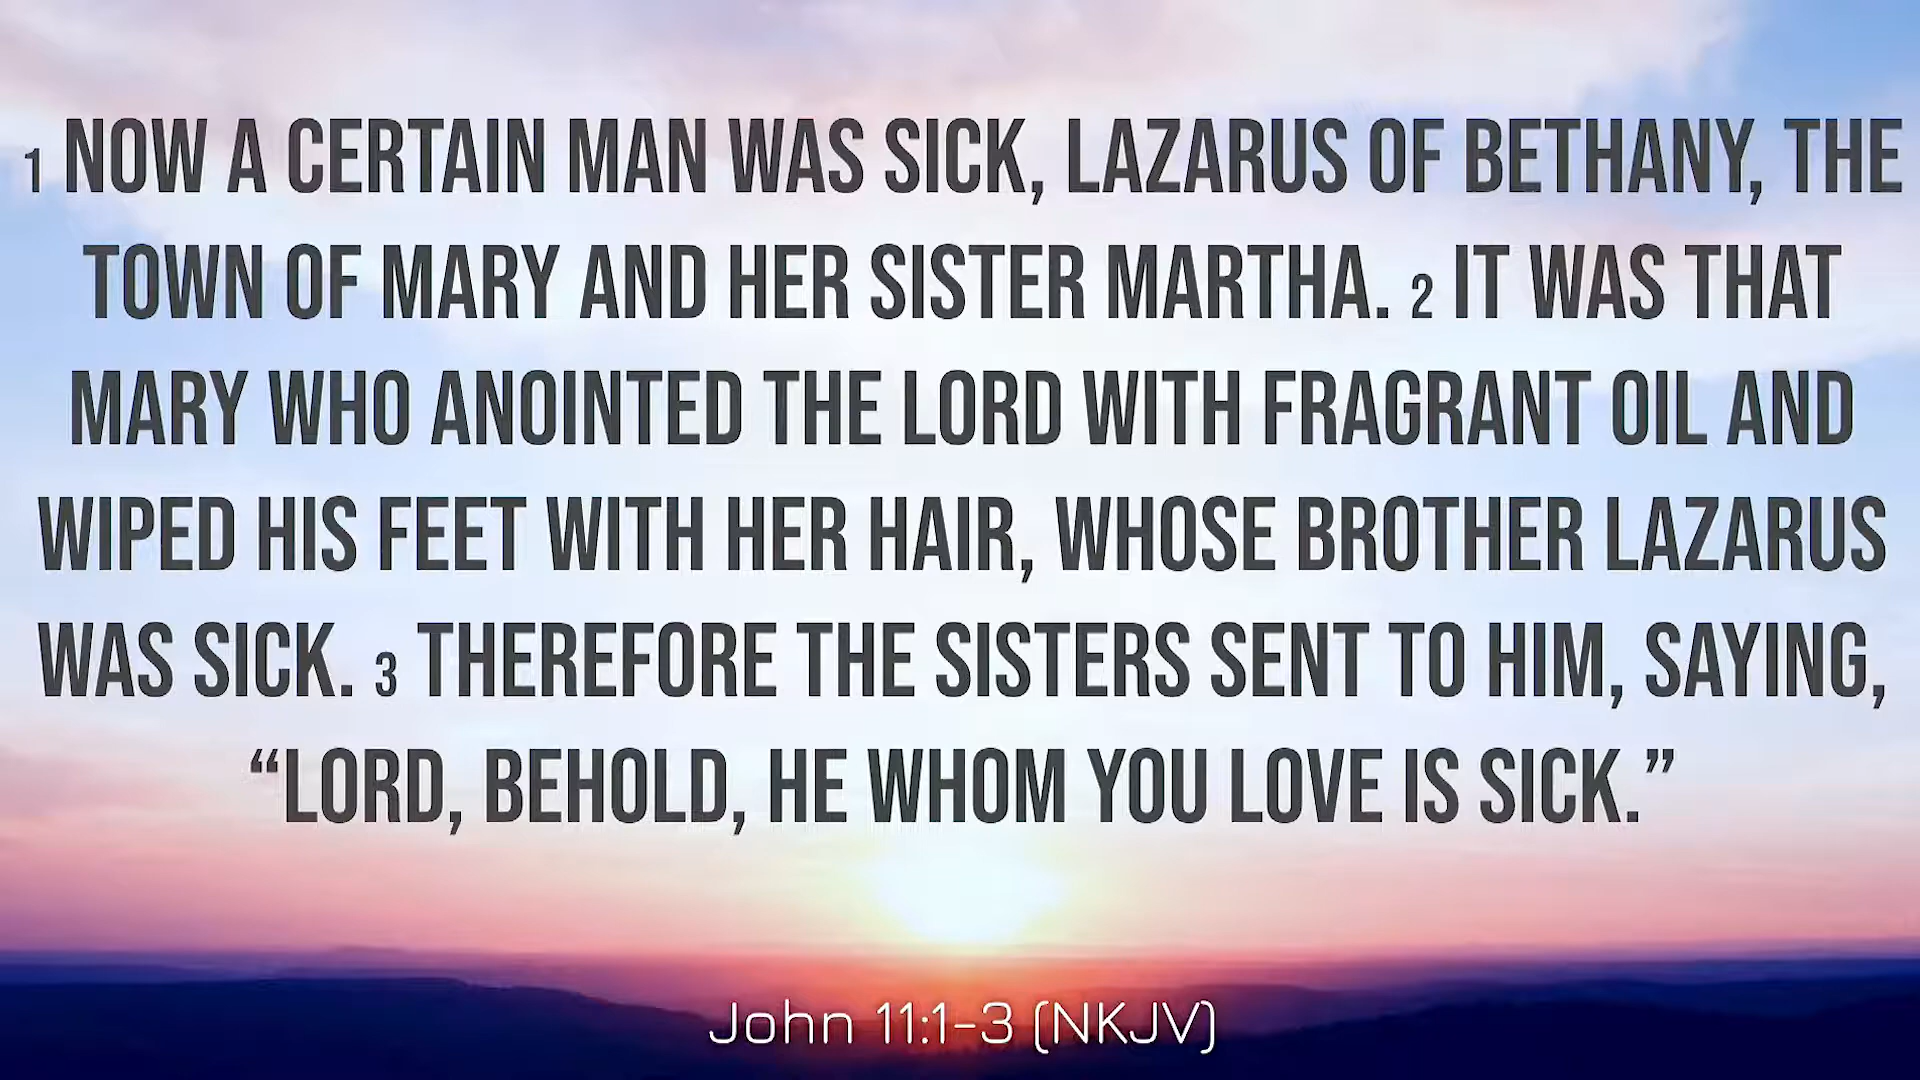 1 NOW A CERTAIN MAN WAS SICK, LAZARUS OF BETHANY, THE
TOWN OF MARY AND HER SISTER MARTHA. 2 IT WAS THAT
MARY WHO ANOINTED THE LORD WITH FRAGRANT OIL AND
WIPED HIS FEET WITH HER HAIR, WHOSE BROTHER LAZARUS
WAS SICK. 3 THEREFORE THE SISTERS SENT TO HIM, SAYING,
“LORD, BEHOLD, HE WHOM YOU LOVE IS SICK.”
John 11:1-3 (NKJV)